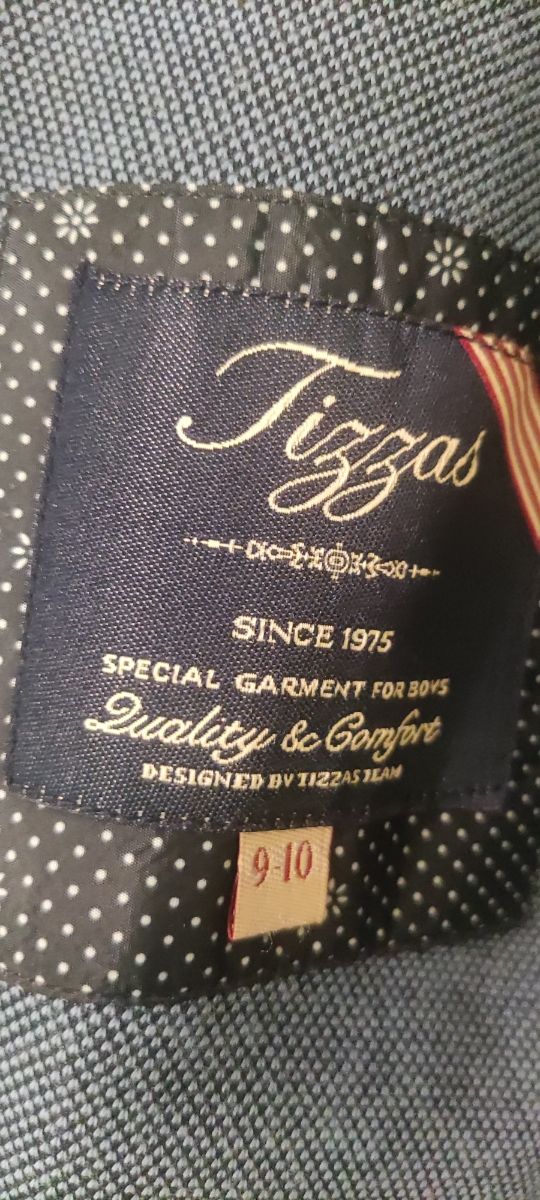 Tizzas
SINCE 1975
SPECIAL GARMENT FOR BOYS
Quality & Comfort
DESIGNED BY TIZZAS TEAM
9-10